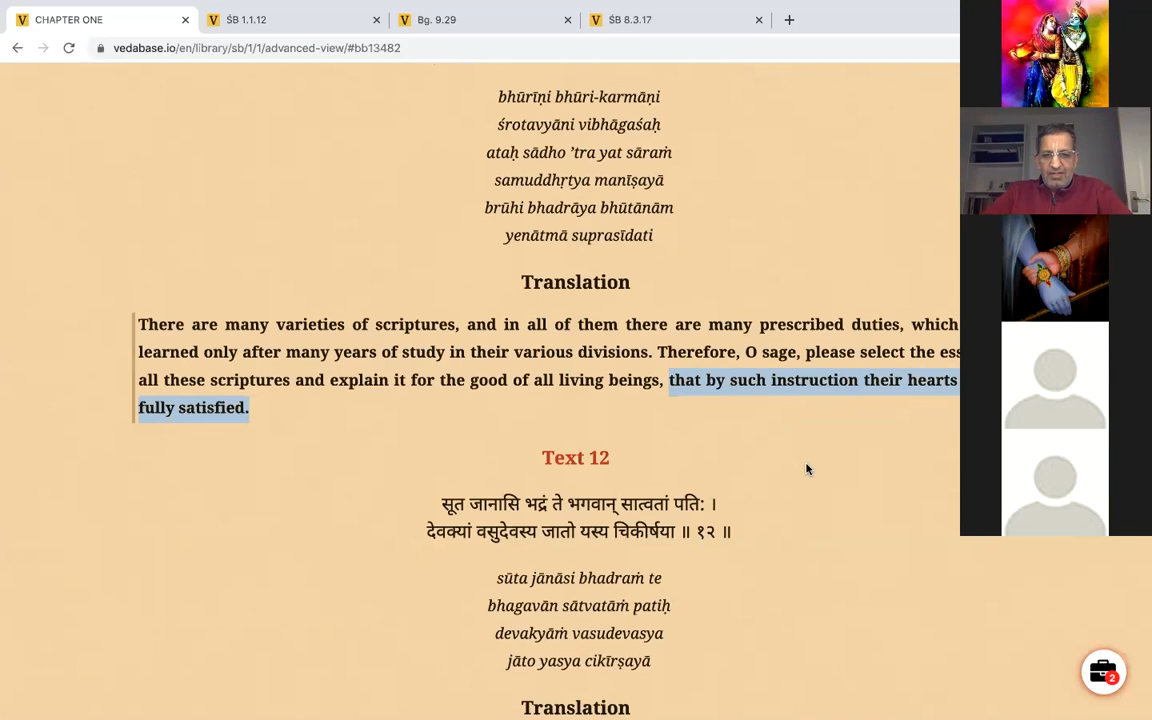 CHAPTER ONE
ŚB 1.1.12
Bg. 9.29
ŚB 8.3.17
vedabase.io/en/library/sb/1/1/advanced-view/#bb13482
bhūrīṇi bhūri-karmāṇi
śrotavyāni vibhāgaśaḥ
ataḥ sādho ’tra yat sāraṁ
samuddhṛtya manīṣayā
brūhi bhadrāya bhūtānām
yenātmā suprasīdati
Translation
There are many varieties of scriptures, and in all of them there are many prescribed duties, which
learned only after many years of study in their various divisions. Therefore, O sage, please select the ess
all these scriptures and explain it for the good of all living beings, that by such instruction their hearts
fully satisfied.
Text 12
सूत जानासि भद्रं ते भगवान् सात्वतां पति: ।
देवक्यां वसुदेवस्य जातो यस्य चिकीर्षया ॥ १२ ॥
sūta jānāsi bhadraṁ te
bhagavān sātvatāṁ patiḥ
devakyāṁ vasudevasya
jāto yasya cikīrṣayā
Translation
2